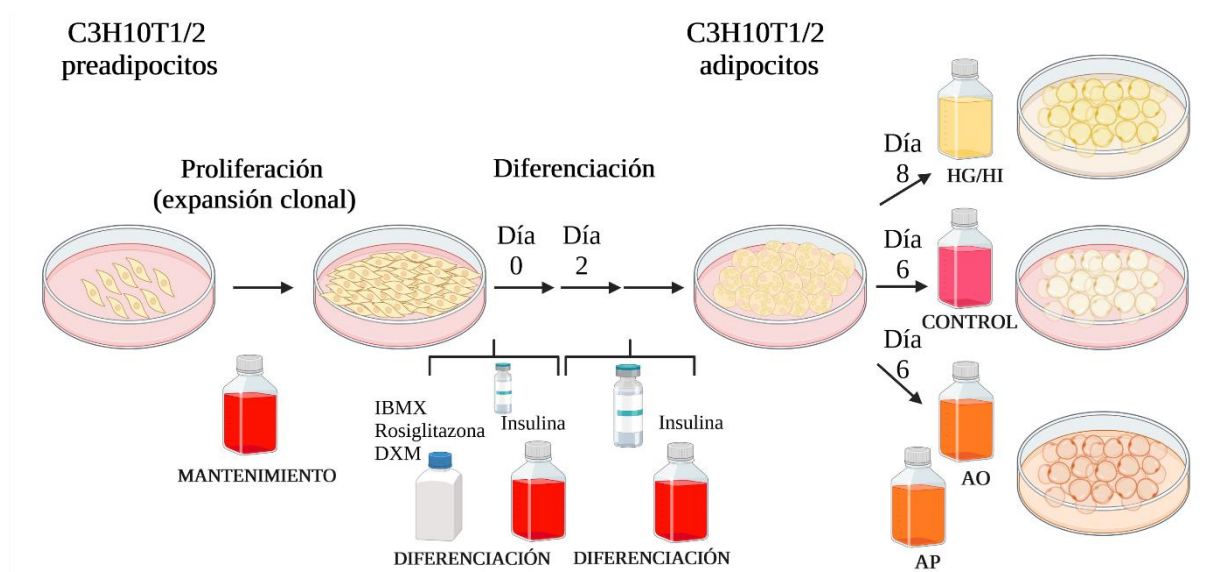 C3H10T1/2
preadipocitos
C3H10T1/2
adipocitos
Proliferación
(expansión clonal)
Diferenciación
Día
0
Día
2
Día
8
HG/HI
Día
6
CONTROL
Día
6
AO
AP
MANTENIMIENTO
IBMX
Rosiglitazona
DXM
Insulina
DIFERENCIACIÓN
Insulina
DIFERENCIACIÓN